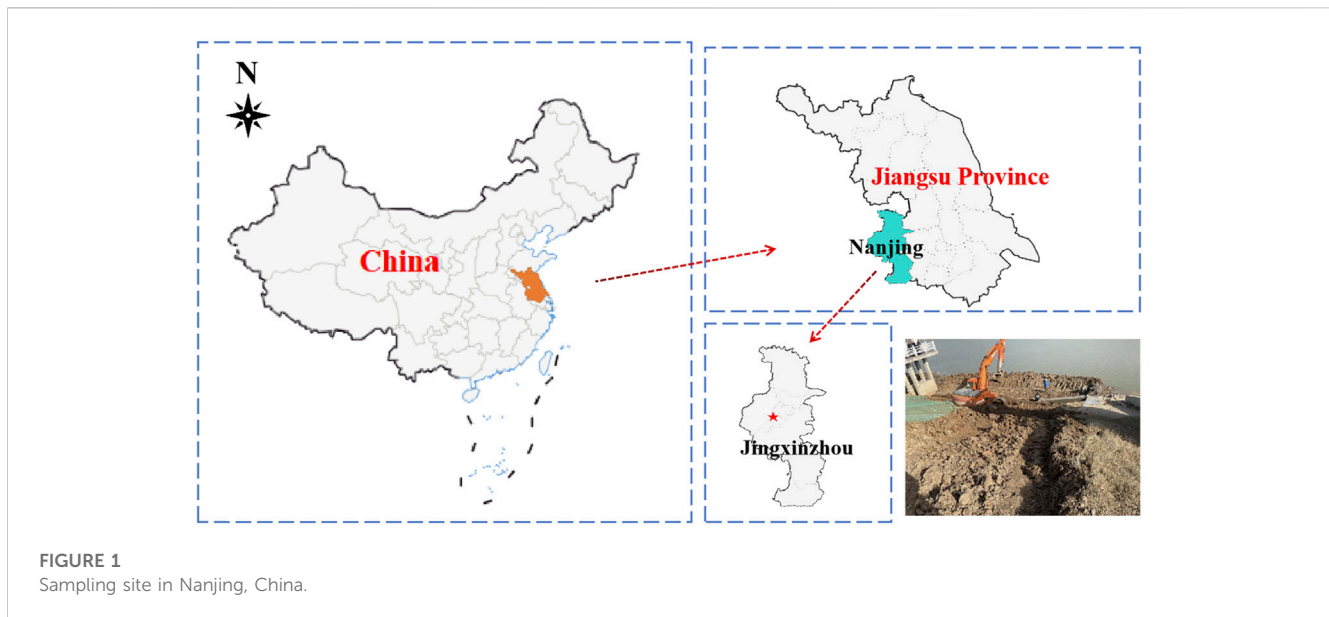 N
China
Jiangsu Province
Nanjing
Jingxinzhou
FIGURE 1
Sampling site in Nanjing, China.